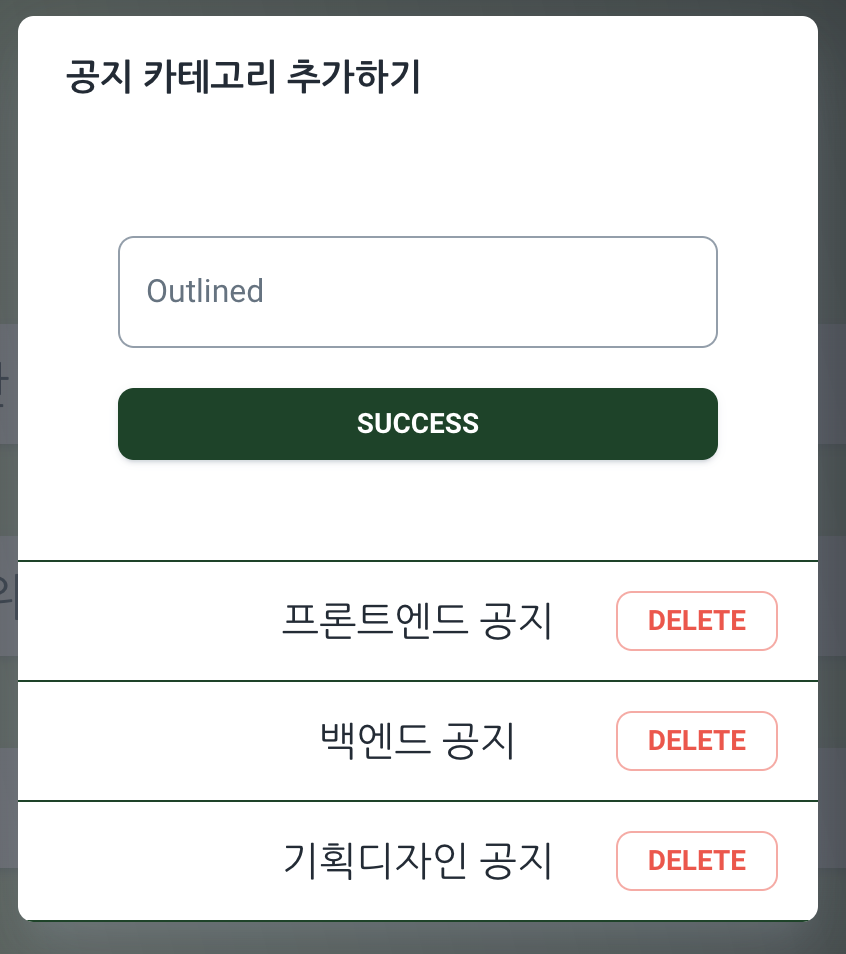 공지 카테고리 추가하기
Outlined
SUCCESS
프론트엔드 공지 DELETE
백엔드 공지 DELETE
기획디자인 공지 DELETE